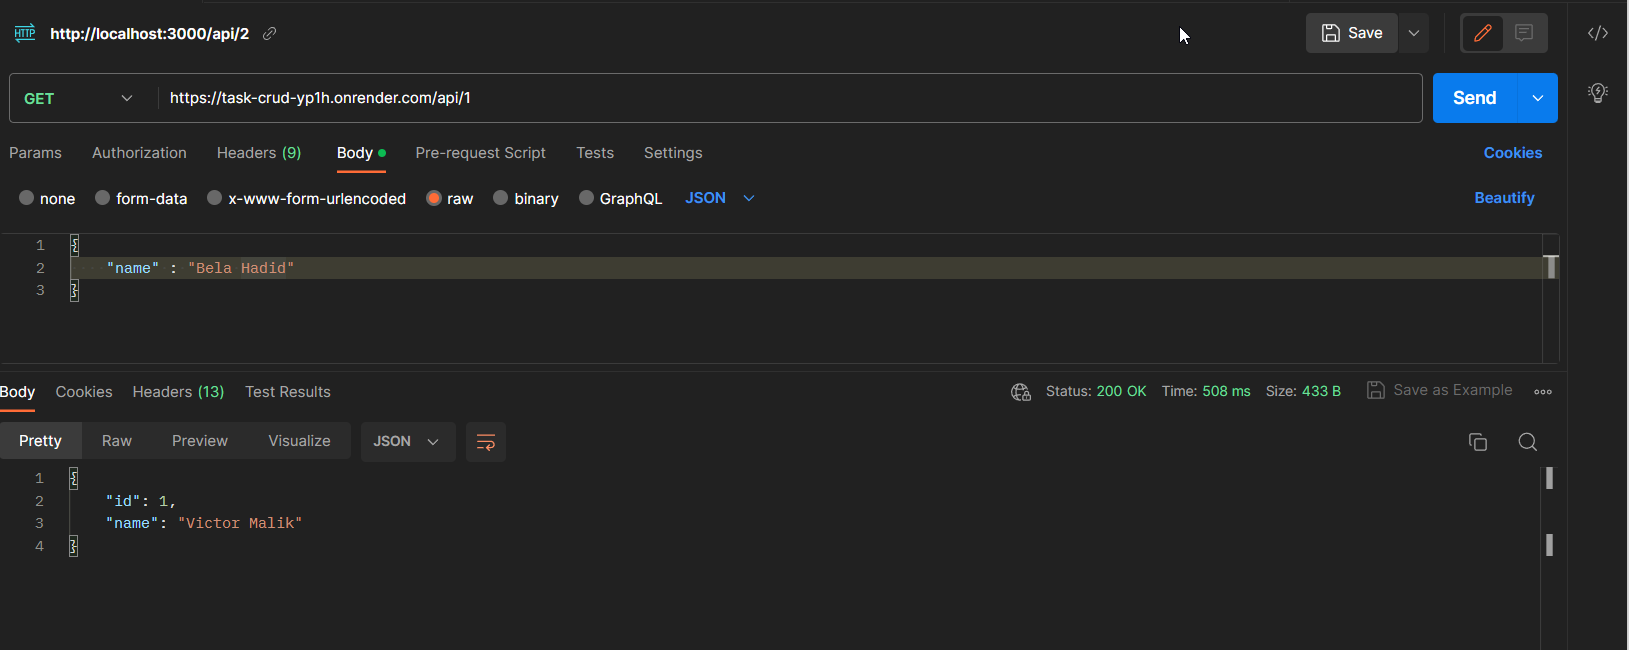 HTTP http://localhost:3000/api/2 Save
GET https://task-crud-yp1h.onrender.com/api/1 Send
Params Authorization Headers (9) Body Pre-request Script Tests Settings Cookies
none form-data x-www-form-urlencoded raw binary GraphQL JSON Beautify
1 {
2 "name" : "Bela Hadid"
3 }
Body Cookies Headers (13) Test Results Status: 200 OK Time: 508 ms Size: 433 B Save as Example
Pretty Raw Preview Visualize JSON
1 {
2 "id": 1,
3 "name": "Victor Malik"
4 }